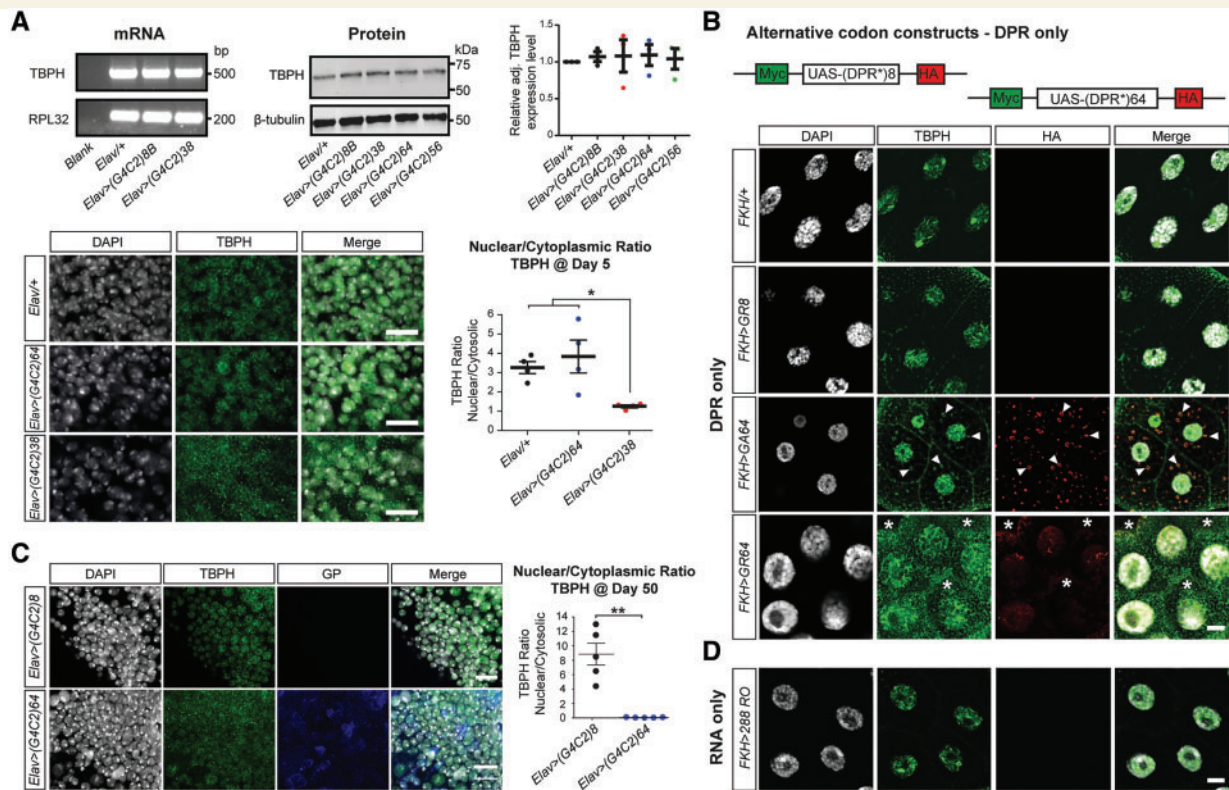 A
mRNA
bp
TBPH
500
RPL32
200
Blank
Elav/+
Elav>(G4C2)8B
Elav>(G4C2)38
Protein
kDa
TBPH
75
50
β-tubulin
50
Elav/+
Elav>(G4C2)8B
Elav>(G4C2)38
Elav>(G4C2)64
Elav>(G4C2)56
Relative adj. TBPH
expression level
1.5
1.0
0.5
0.0
Elav/+
Elav>(G4C2)8B
Elav>(G4C2)38
Elav>(G4C2)64
Elav>(G4C2)56
DAPI
TBPH
Merge
Elav/+
Elav>(G4C2)64
Elav>(G4C2)38
Nuclear/Cytoplasmic Ratio
TBPH @ Day 5
*
TBPH Ratio
Nuclear/Cytosolic
6
5
4
3
2
1
0
Elav/+
Elav>(G4C2)64
Elav>(G4C2)38
B
Alternative codon constructs - DPR only
Myc
UAS-(DPR*)8
HA
Myc
UAS-(DPR*)64
HA
DAPI
TBPH
HA
Merge
DPR only
FKH/+
FKH>GR8
FKH>GA64
FKH>GR64
* * * * * *
* * *
C
DAPI
TBPH
GP
Merge
Elav>(G4C2)8
Elav>(G4C2)64
Nuclear/Cytoplasmic Ratio
TBPH @ Day 50
**
TBPH Ratio
Nuclear/Cytosolic
14
12
10
8
6
4
2
0
Elav>(G4C2)8
Elav>(G4C2)64
D
RNA only
FKH>288 RO